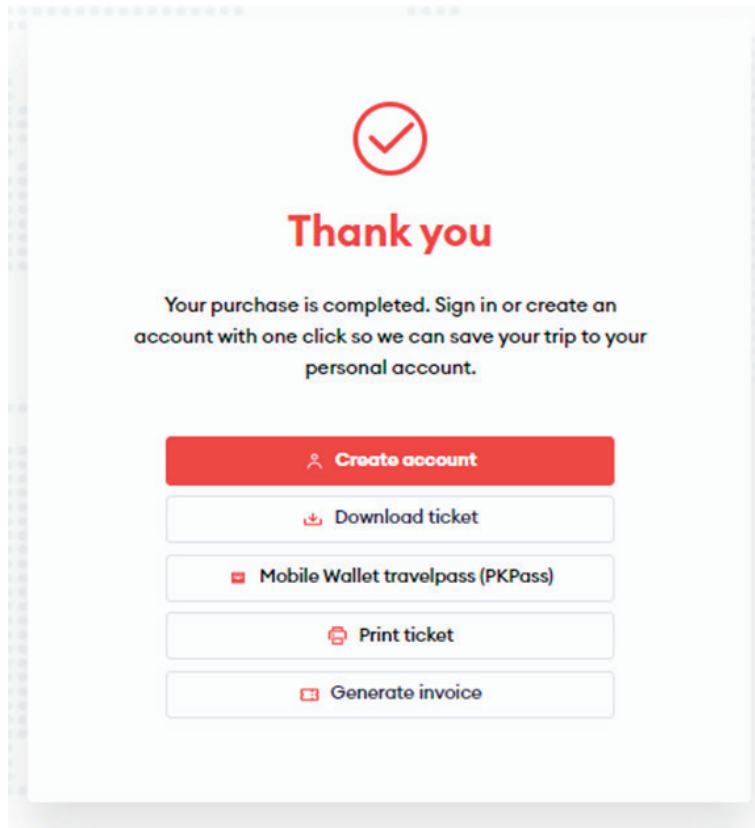 Thank you
Your purchase is completed. Sign in or create an
account with one click so we can save your trip to your
personal account.
Create account
Download ticket
Mobile Wallet travelpass (PKPass)
Print ticket
Generate invoice